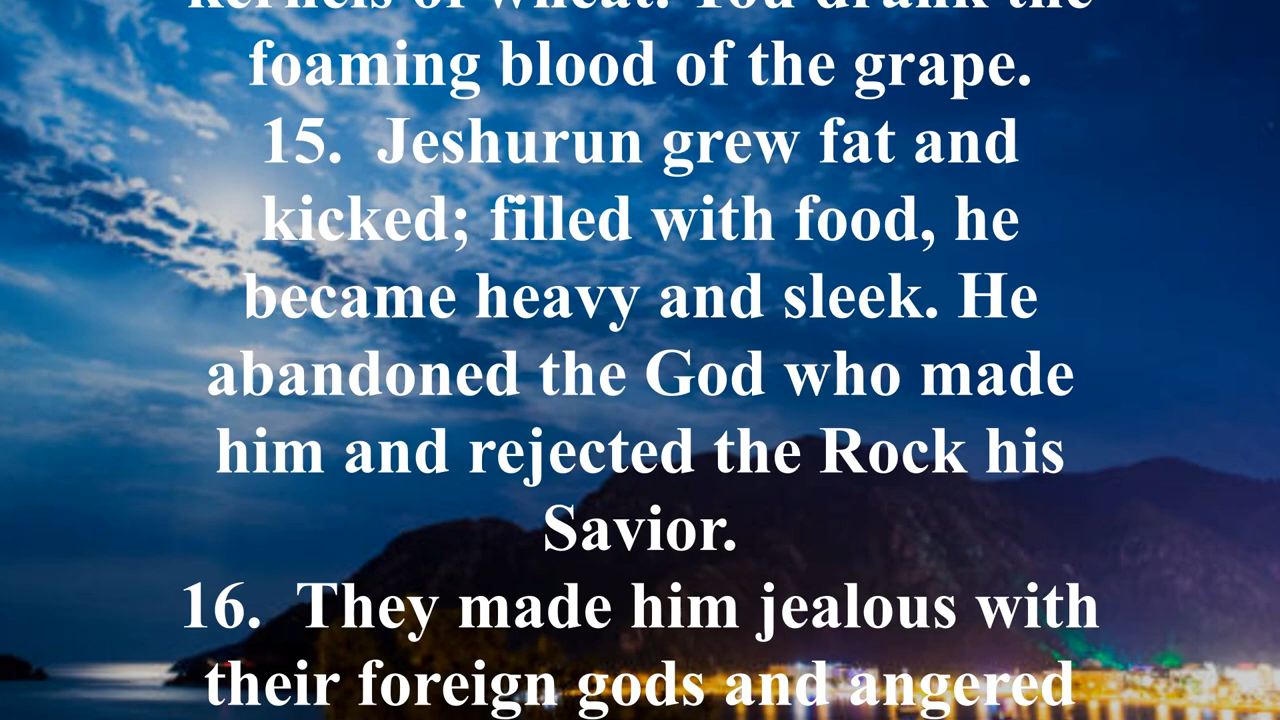 kernels of wheat. You drank the
foaming blood of the grape.
15. Jeshurun grew fat and
kicked; filled with food, he
became heavy and sleek. He
abandoned the God who made
him and rejected the Rock his
Savior.
16. They made him jealous with
their foreign gods and angered